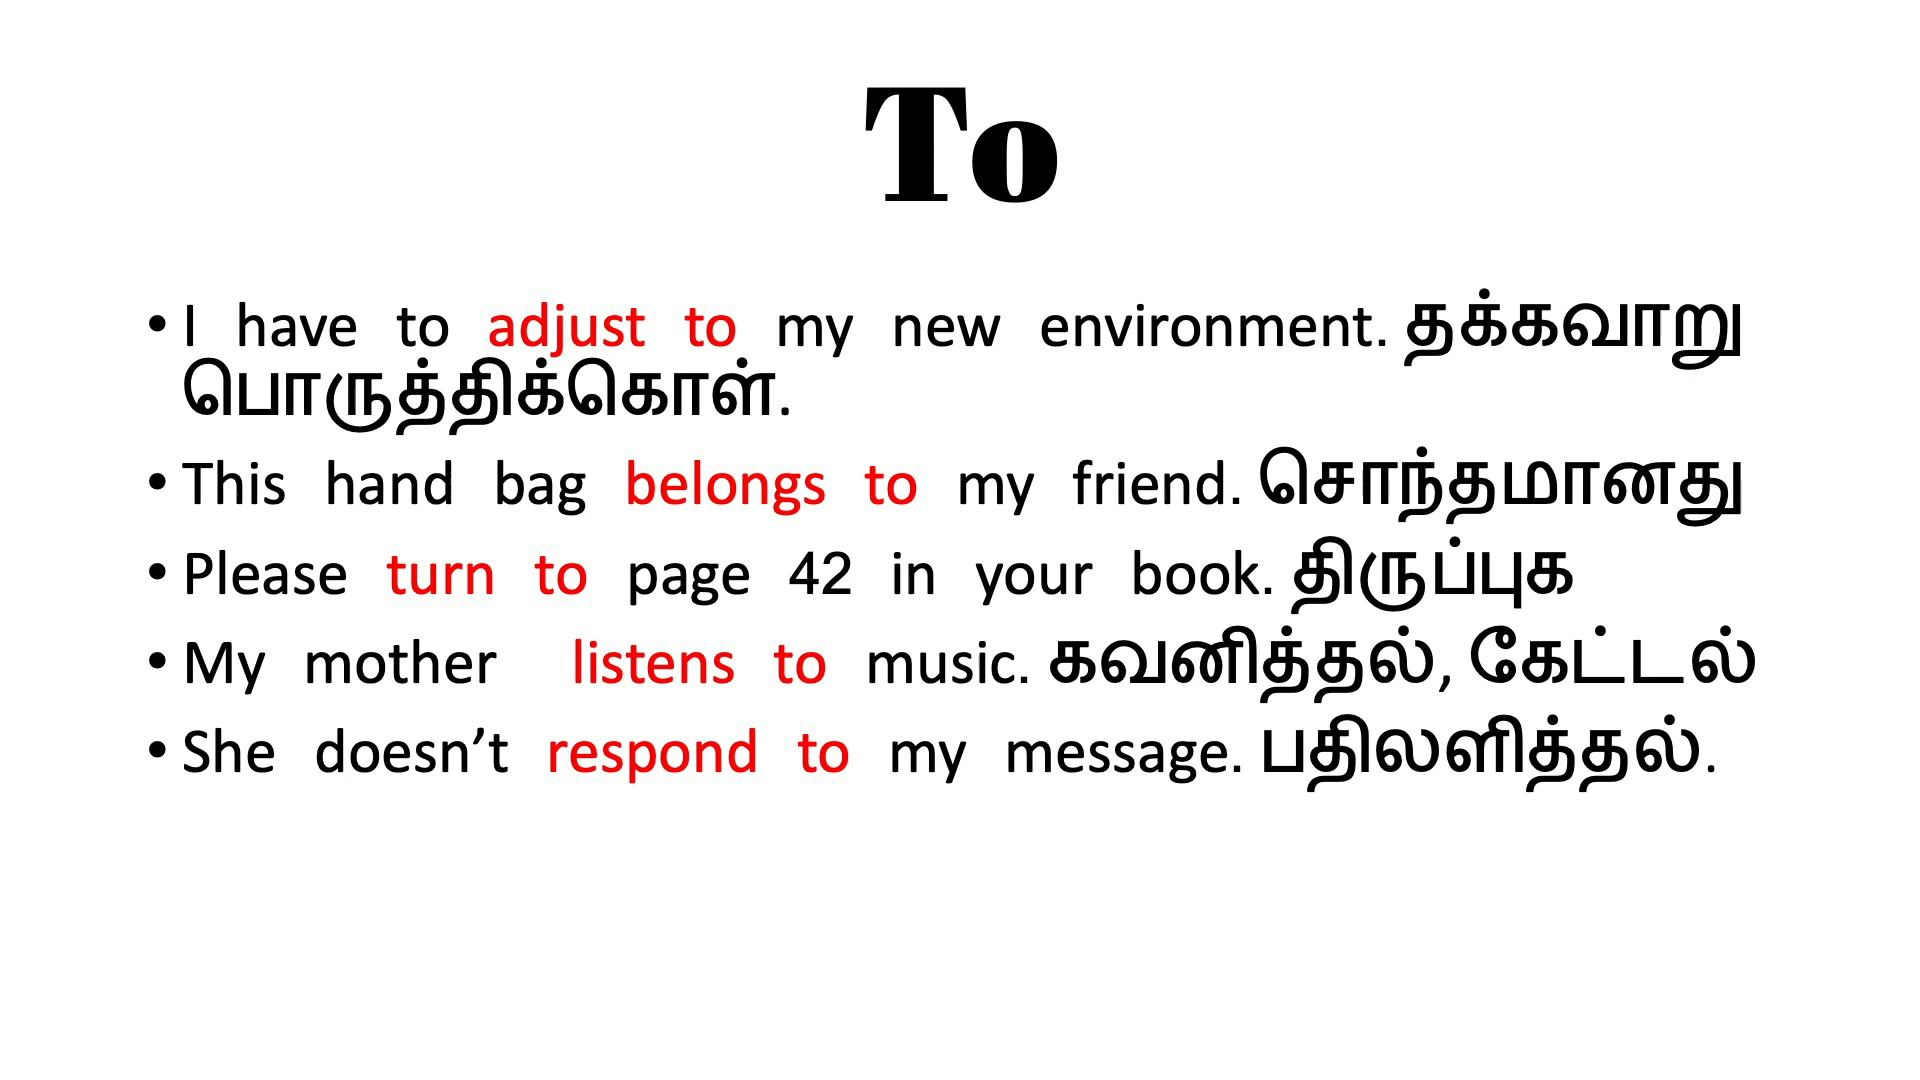 To
• I have to adjust to my new environment. தக்கவாறு
பொருத்திக்கொள்.
• This hand bag belongs to my friend. சொந்தமானது
• Please turn to page 42 in your book. திருப்புக
• My mother listens to music. கவனித்தல், கேட்டல்
• She doesn’t respond to my message. பதிலளித்தல்.